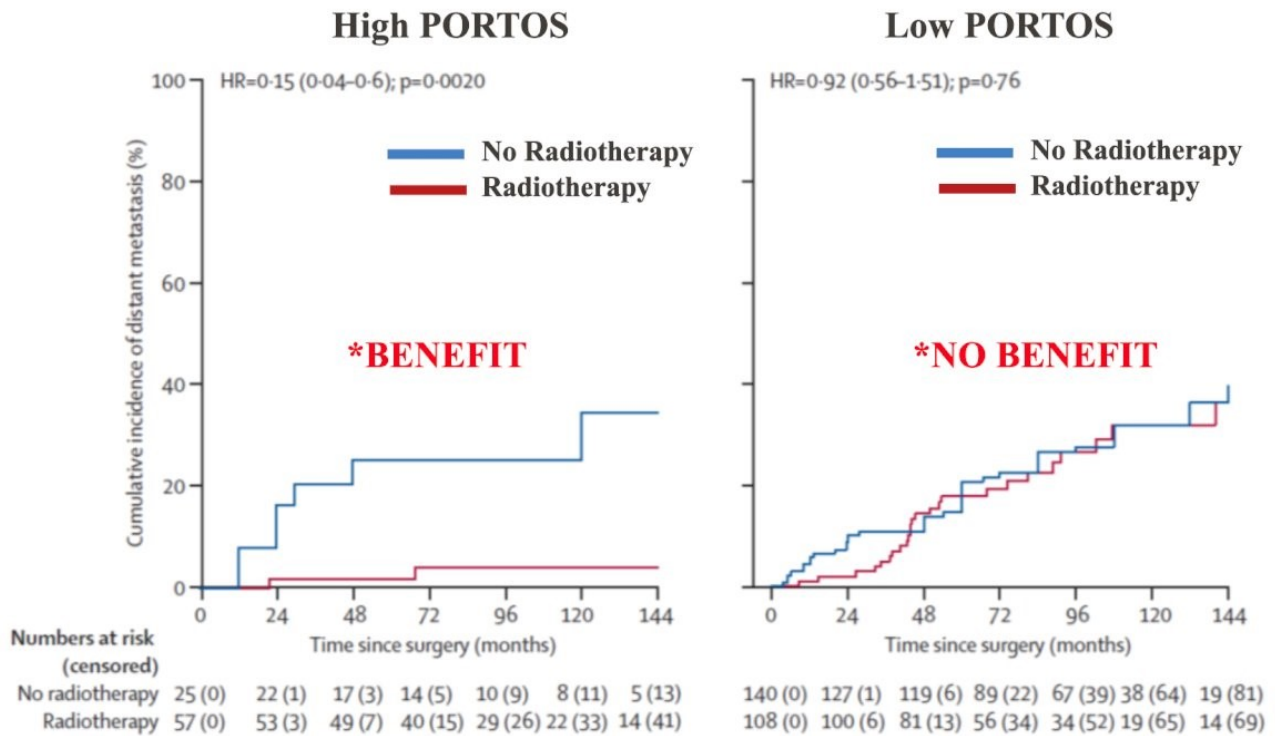 High PORTOS
Low PORTOS
HR=0·15 (0·04–0·6); p=0·0020
HR=0·92 (0·56–1·51); p=0·76
No Radiotherapy
Radiotherapy
No Radiotherapy
Radiotherapy
*BENEFIT
*NO BENEFIT
Cumulative incidence of distant metastasis (%)
100
80
60
40
20
0
0 24 48 72 96 120 144
0 24 48 72 96 120 144
Time since surgery (months)
Time since surgery (months)
Numbers at risk
(censored)
No radiotherapy 25 (0) 22 (1) 17 (3) 14 (5) 10 (9) 8 (11) 5 (13) 140 (0) 127 (1) 119 (6) 89 (22) 67 (39) 38 (64) 19 (81)
Radiotherapy 57 (0) 53 (3) 49 (7) 40 (15) 29 (26) 22 (33) 14 (41) 108 (0) 100 (6) 81 (13) 56 (34) 34 (52) 19 (65) 14 (69)